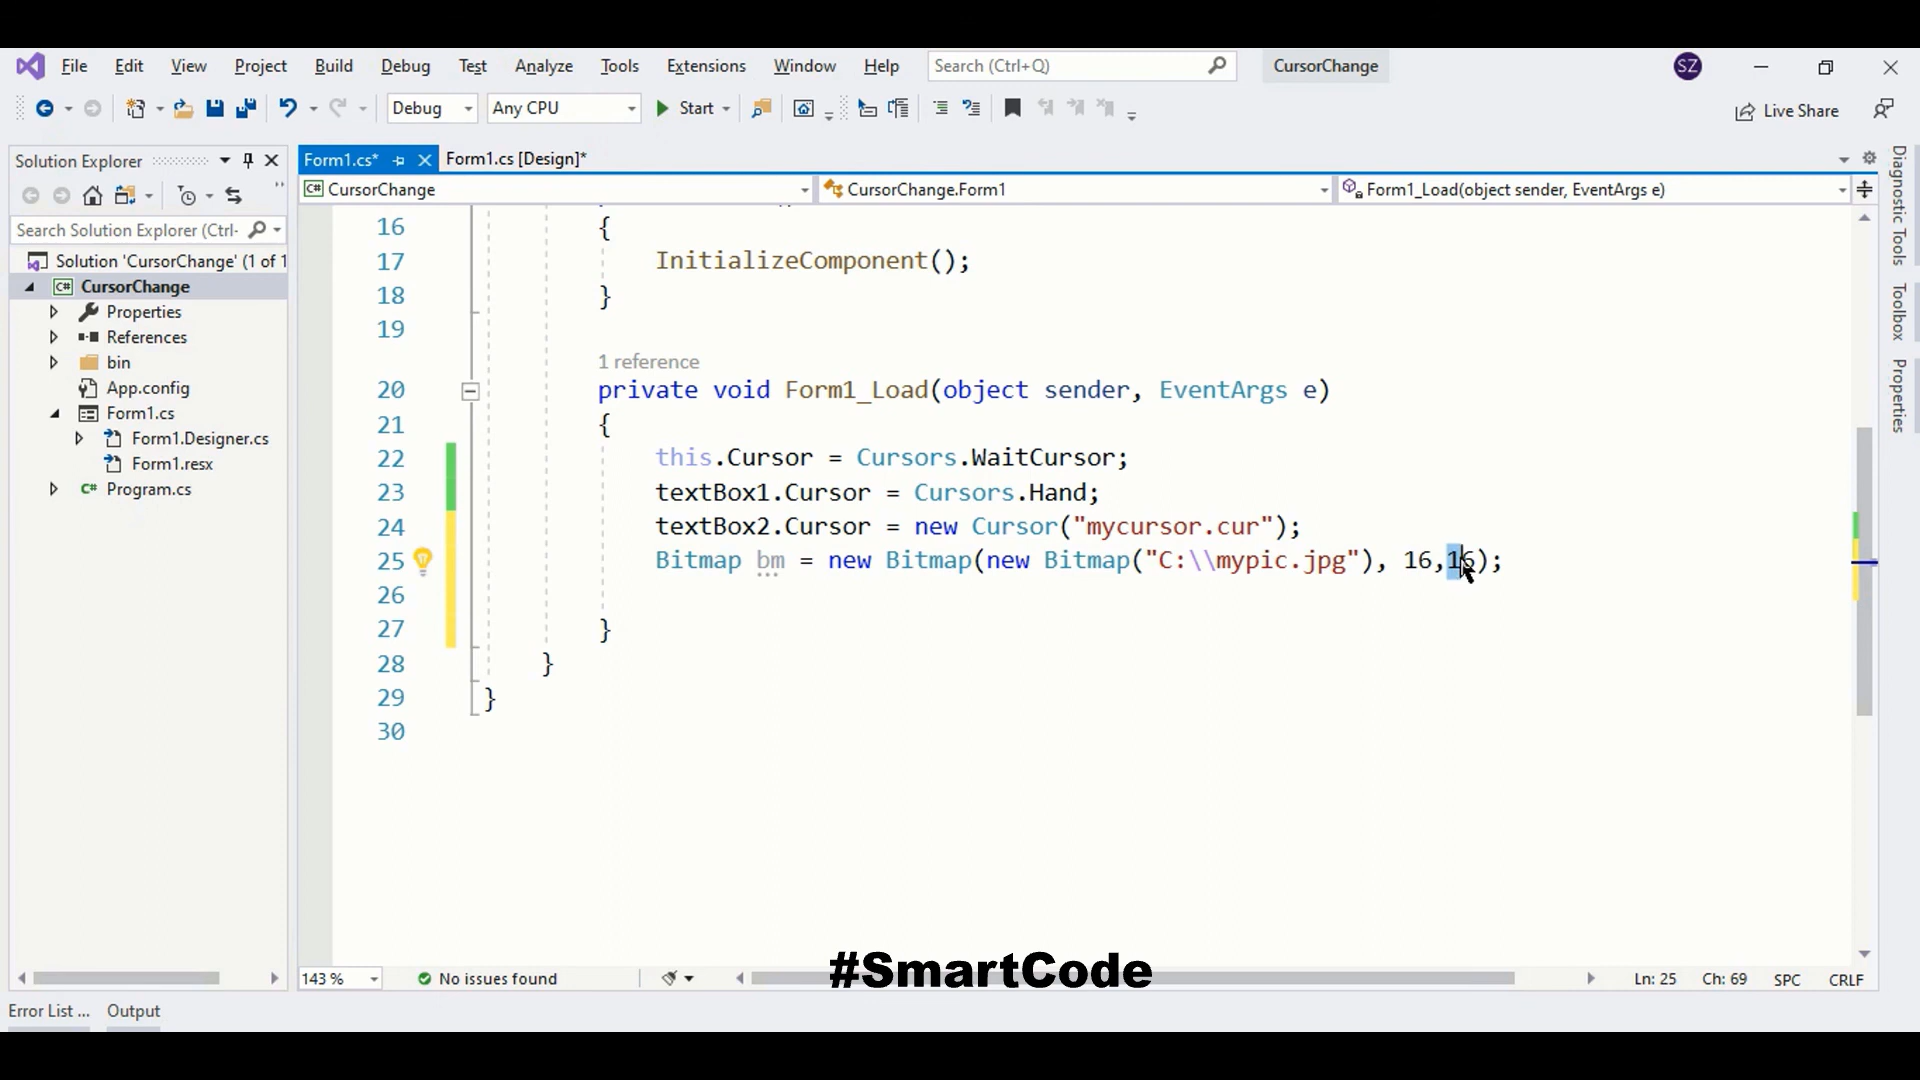 File Edit View Project Build Debug Test Analyze Tools Extensions Window Help Search (Ctrl+Q) CursorChange SZ
Debug Any CPU Start Live Share
Solution Explorer
Search Solution Explorer (Ctrl-
Solution 'CursorChange' (1 of 1
C# CursorChange
Properties
References
bin
App.config
Form1.cs
Form1.Designer.cs
Form1.resx
C# Program.cs
Form1.cs* Form1.cs [Design]*
C# CursorChange CursorChange.Form1 Form1_Load(object sender, EventArgs e)
16 {
17 InitializeComponent();
18 }
19
1 reference
20 private void Form1_Load(object sender, EventArgs e)
21 {
22 this.Cursor = Cursors.WaitCursor;
23 textBox1.Cursor = Cursors.Hand;
24 textBox2.Cursor = new Cursor("mycursor.cur");
25 Bitmap bm = new Bitmap(new Bitmap("C:\\mypic.jpg"), 16,16);
26
27 }
28 }
29 }
30
Diagnostic Tools
Toolbox
Properties
#SmartCode
143 % No issues found Ln: 25 Ch: 69 SPC CRLF
Error List ... Output